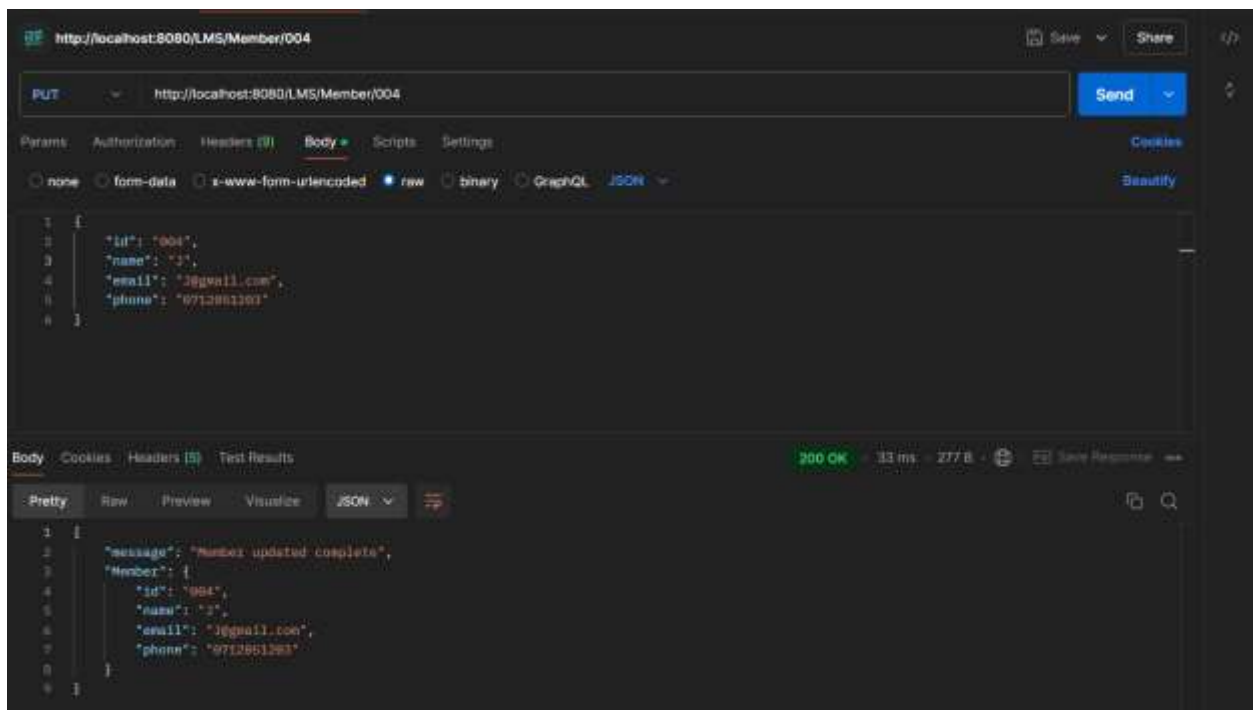 http://localhost:8080/LMS/Member/004
Save
Share
</>
PUT
http://localhost:8080/LMS/Member/004
Send
Params Authorization Headers (9) Body Scripts Settings
Cookies
none form-data x-www-form-urlencoded raw binary GraphQL JSON
Beautify
1 {
2 "id": "004",
3 "name": "J",
4 "email": "J@gmail.com",
5 "phone":
6 }
Body Cookies Headers (5) Test Results
200 OK 33 ms 277 B Save Response
Pretty Raw Preview Visualize JSON
1 {
2 "message": "Member updated complete",
3 "Member": {
4 "id": "004",
5 "name": "J",
6 "email": "J@gmail.com",
7 "phone":
8 }
9 }